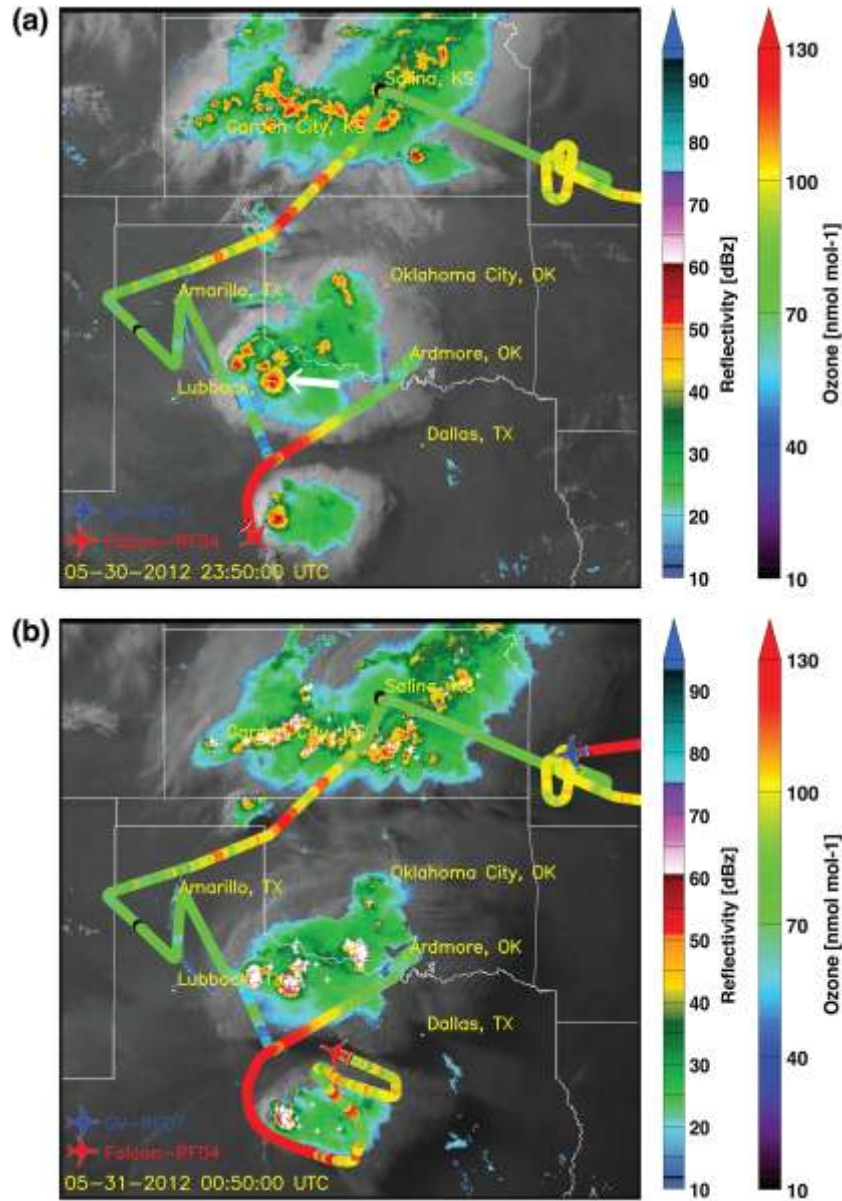 (a)
Salina, KS
Garden City, KS
Oklahoma City, OK
Amarillo, TX
Ardmore, OK
Lubbock,
Dallas, TX
Falcon-RF04
05-30-2012 23:50:00 UTC
90
80
70
60
50
40
30
20
10
Reflectivity [dBz]
130
100
70
40
10
Ozone [nmol mol-1]
(b)
Salina, KS
Garden City, KS
Oklahoma City, OK
Amarillo, TX
Ardmore, OK
Lubbock, TX
Dallas, TX
GV-RF07
Falcon-RF04
05-31-2012 00:50:00 UTC
90
80
70
60
50
40
30
20
10
Reflectivity [dBz]
130
100
70
40
10
Ozone [nmol mol-1]